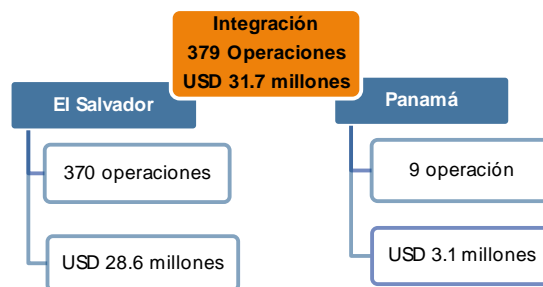 Integración
379 Operaciones
USD 31.7 millones
El Salvador
370 operaciones
USD 28.6 millones
Panamá
9 operación
USD 3.1 millones